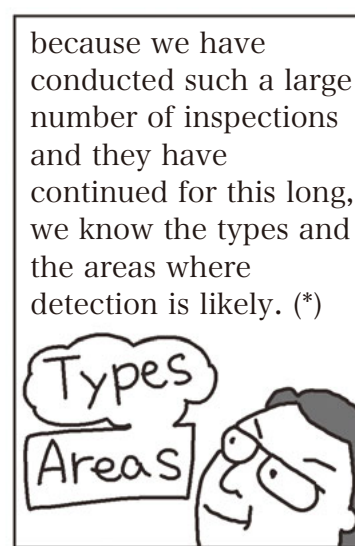 because we have
conducted such a large
number of inspections
and they have
continued for this long,
we know the types and
the areas where
detection is likely. (*)
Types
Areas